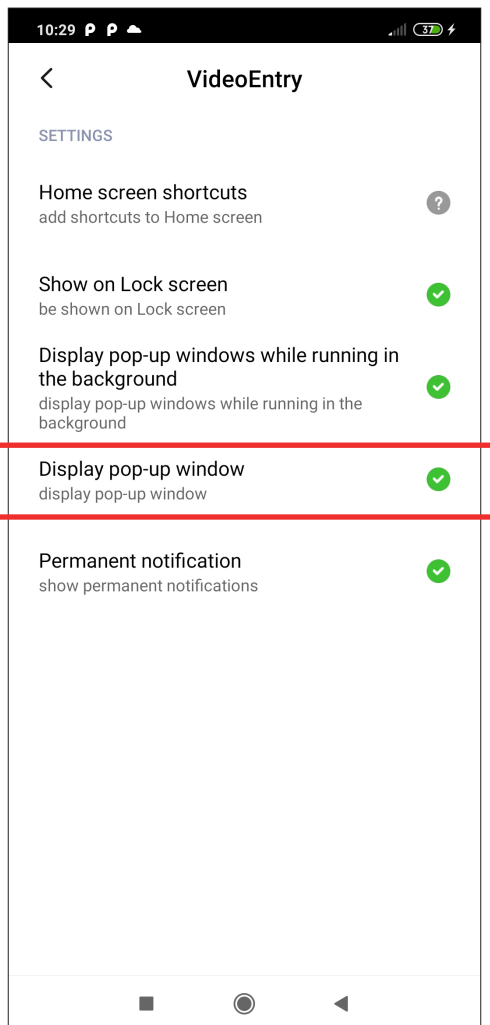 10:29
37
VideoEntry
SETTINGS
Home screen shortcuts
add shortcuts to Home screen
?
Show on Lock screen
be shown on Lock screen
Display pop-up windows while running in
the background
display pop-up windows while running in the
background
Display pop-up window
display pop-up window
Permanent notification
show permanent notifications